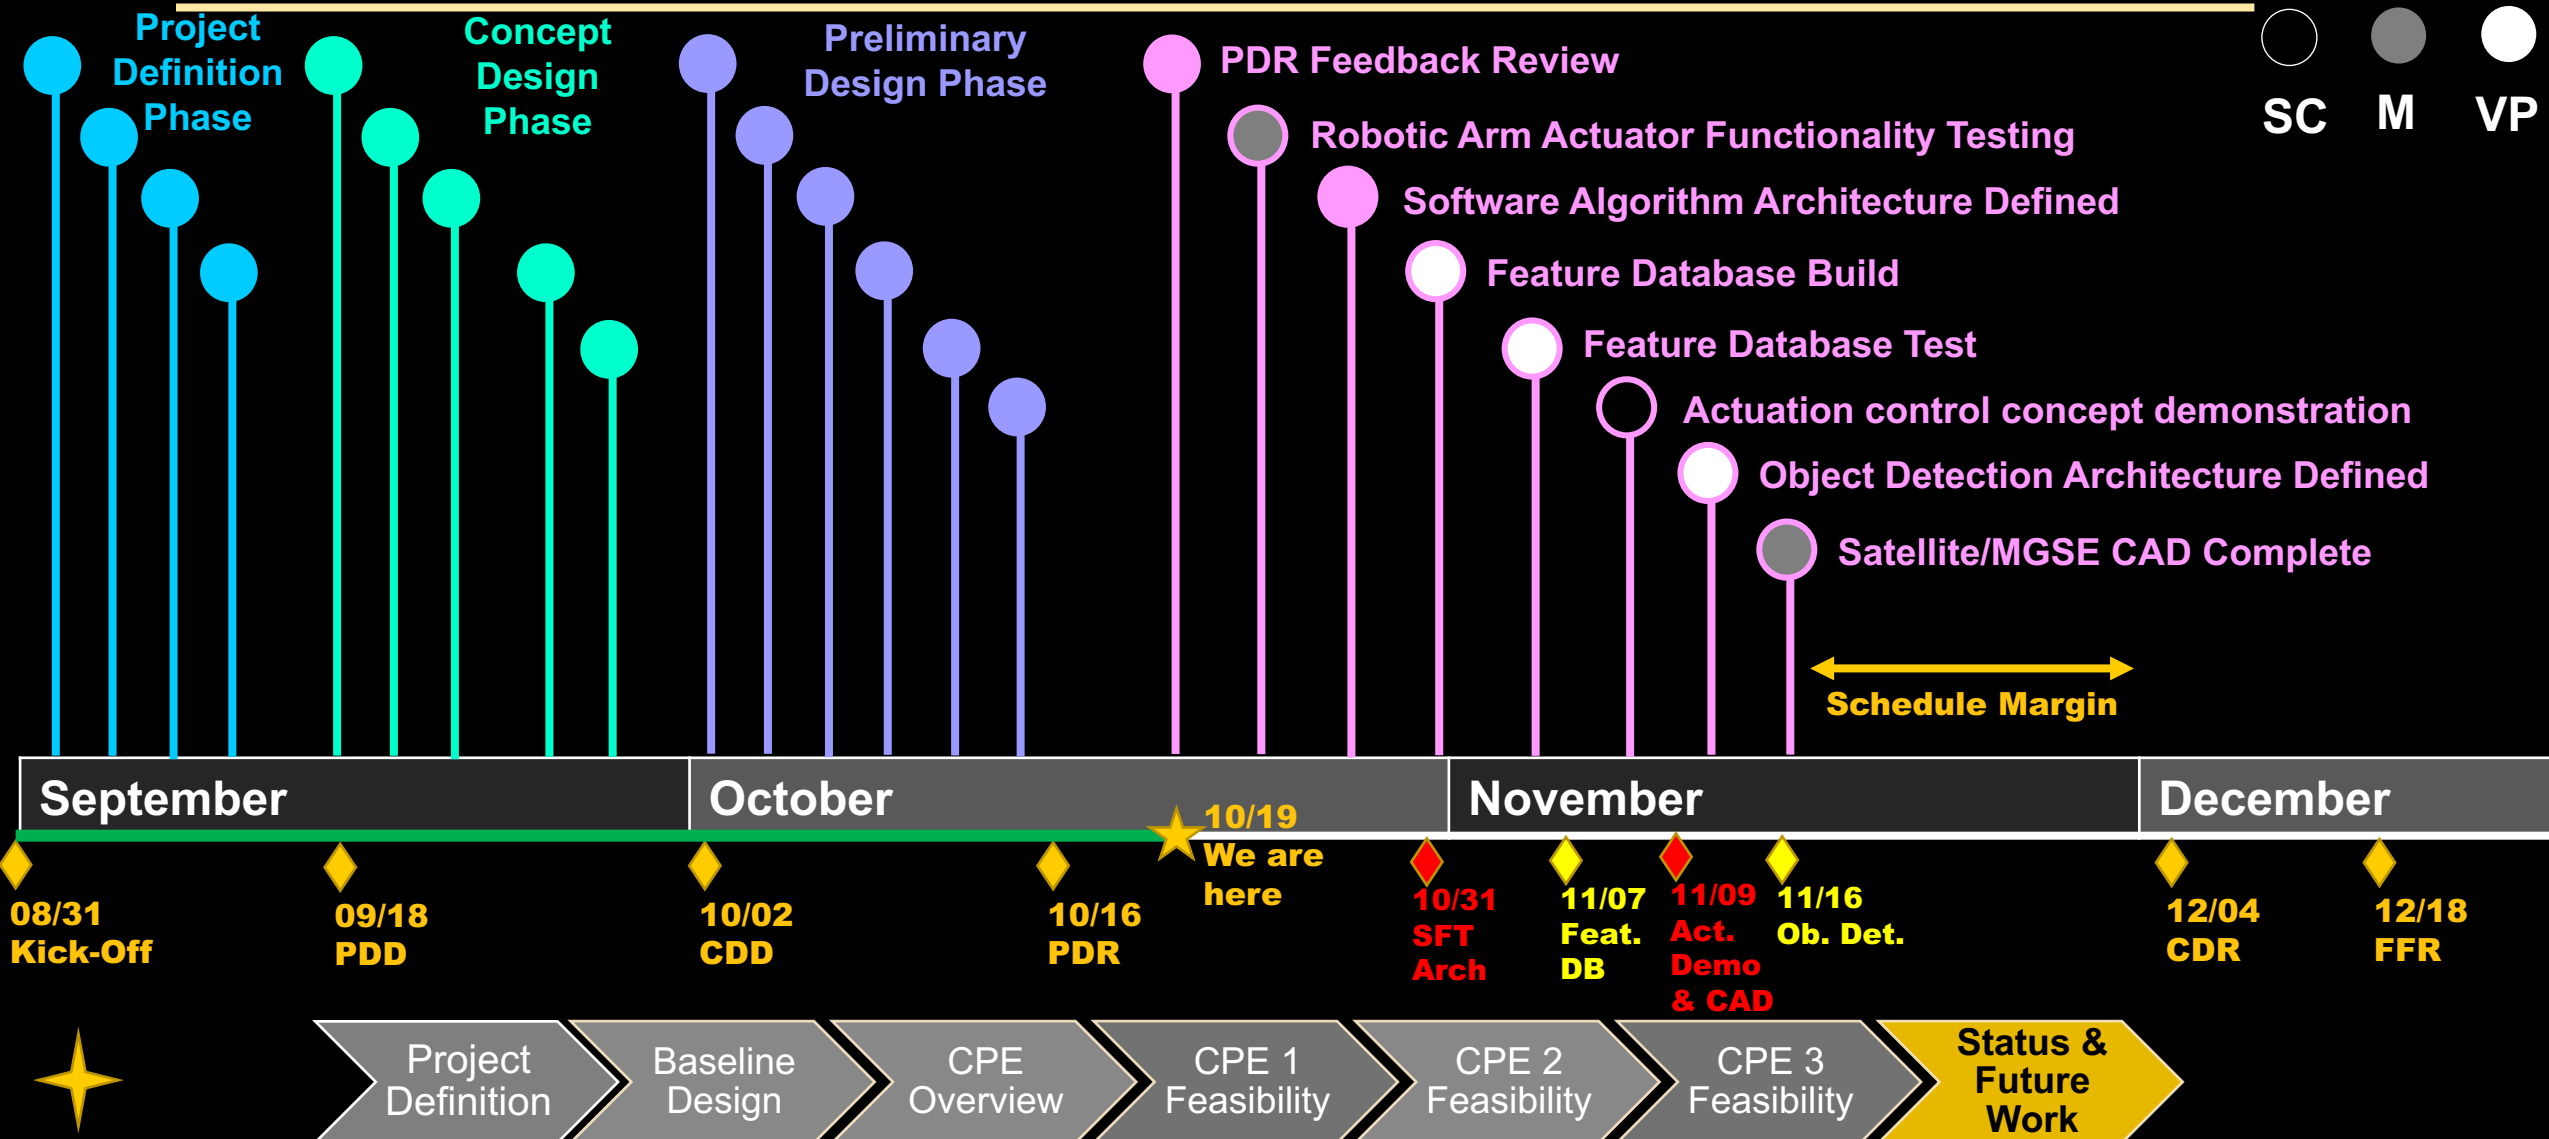 Project
Definition
Phase
Concept
Design
Phase
Preliminary
Design Phase
PDR Feedback Review
Robotic Arm Actuator Functionality Testing
Software Algorithm Architecture Defined
Feature Database Build
Feature Database Test
Actuation control concept demonstration
Object Detection Architecture Defined
Satellite/MGSE CAD Complete
SC
M
VP
Schedule Margin
September
October
November
December
08/31
Kick-Off
09/18
PDD
10/02
CDD
10/16
PDR
10/19
We are
here
10/31
SFT
Arch
11/07
Feat.
DB
11/09
Act.
Demo
& CAD
11/16
Ob. Det.
12/04
CDR
12/18
FFR
Project
Definition
Baseline
Design
CPE
Overview
CPE 1
Feasibility
CPE 2
Feasibility
CPE 3
Feasibility
Status &
Future
Work